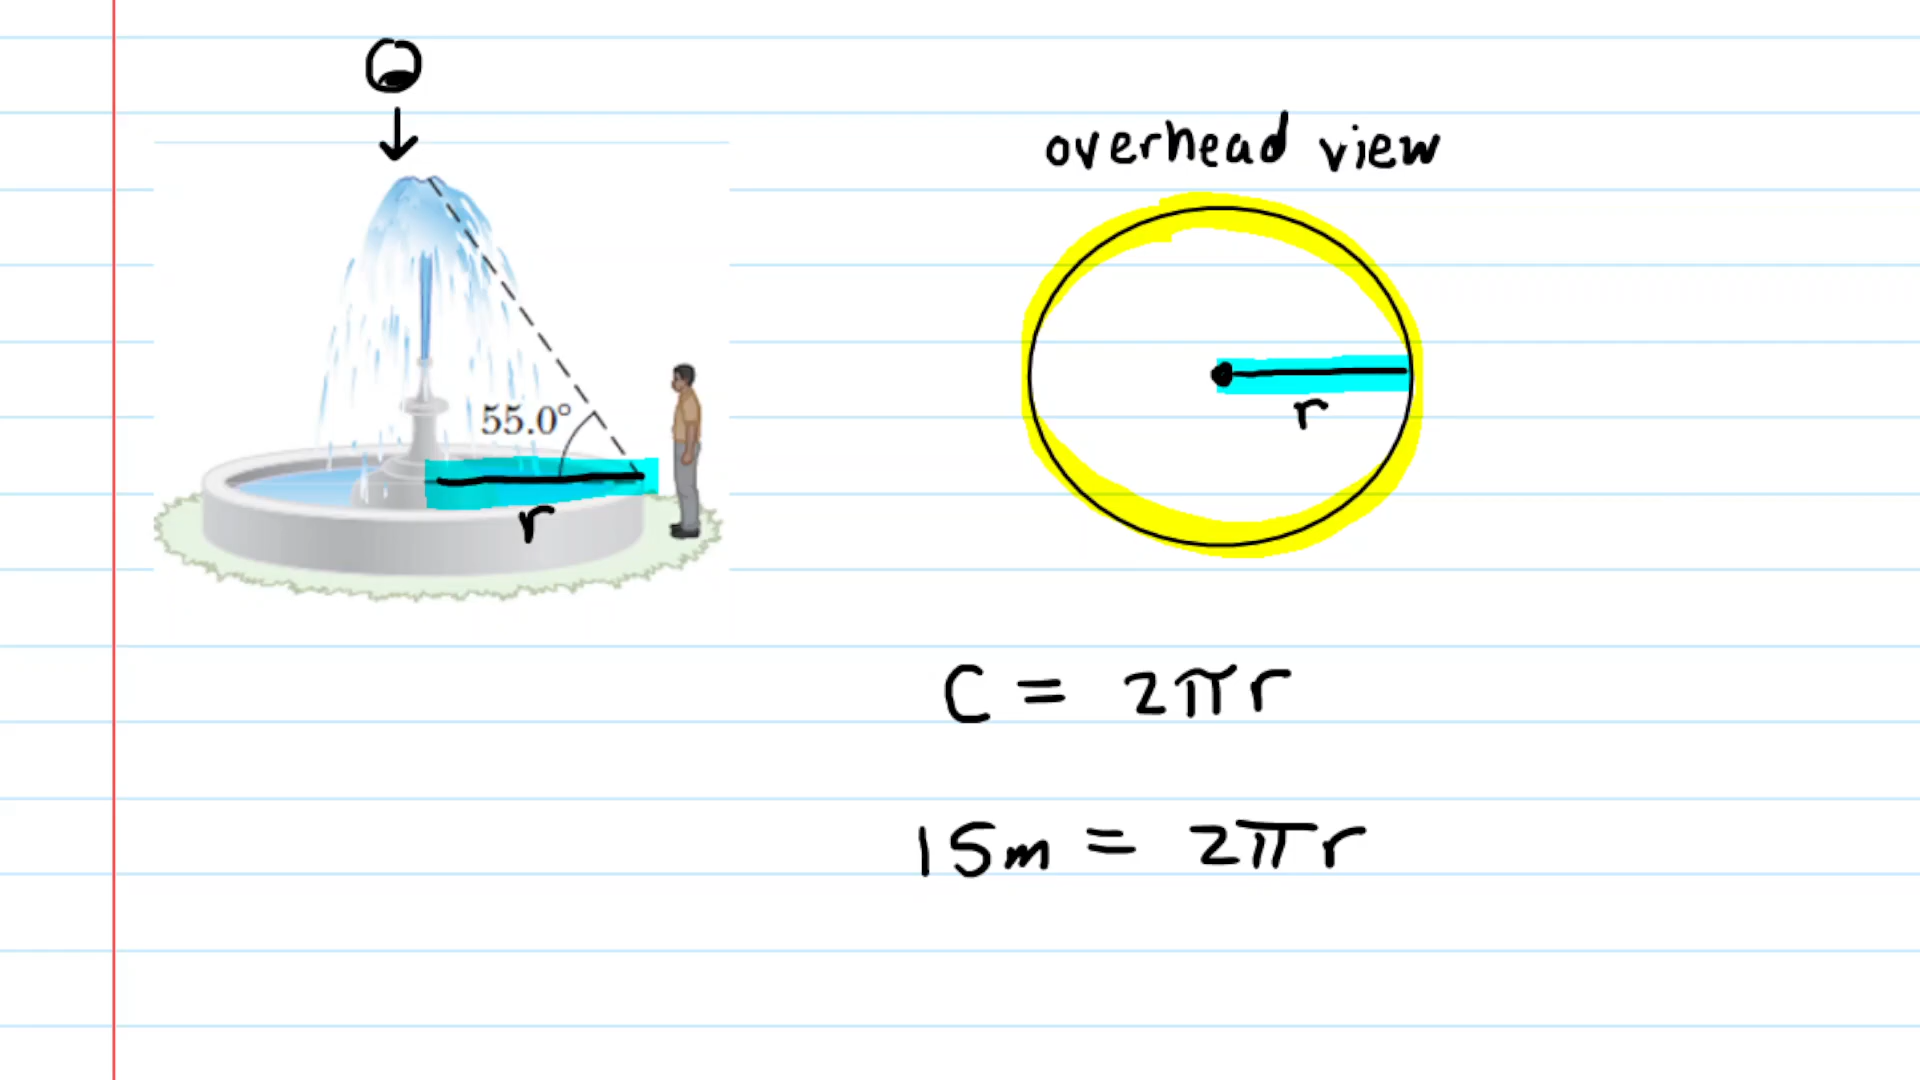 overhead view
55.0°
r
r
C = 2πr
15m = 2πr